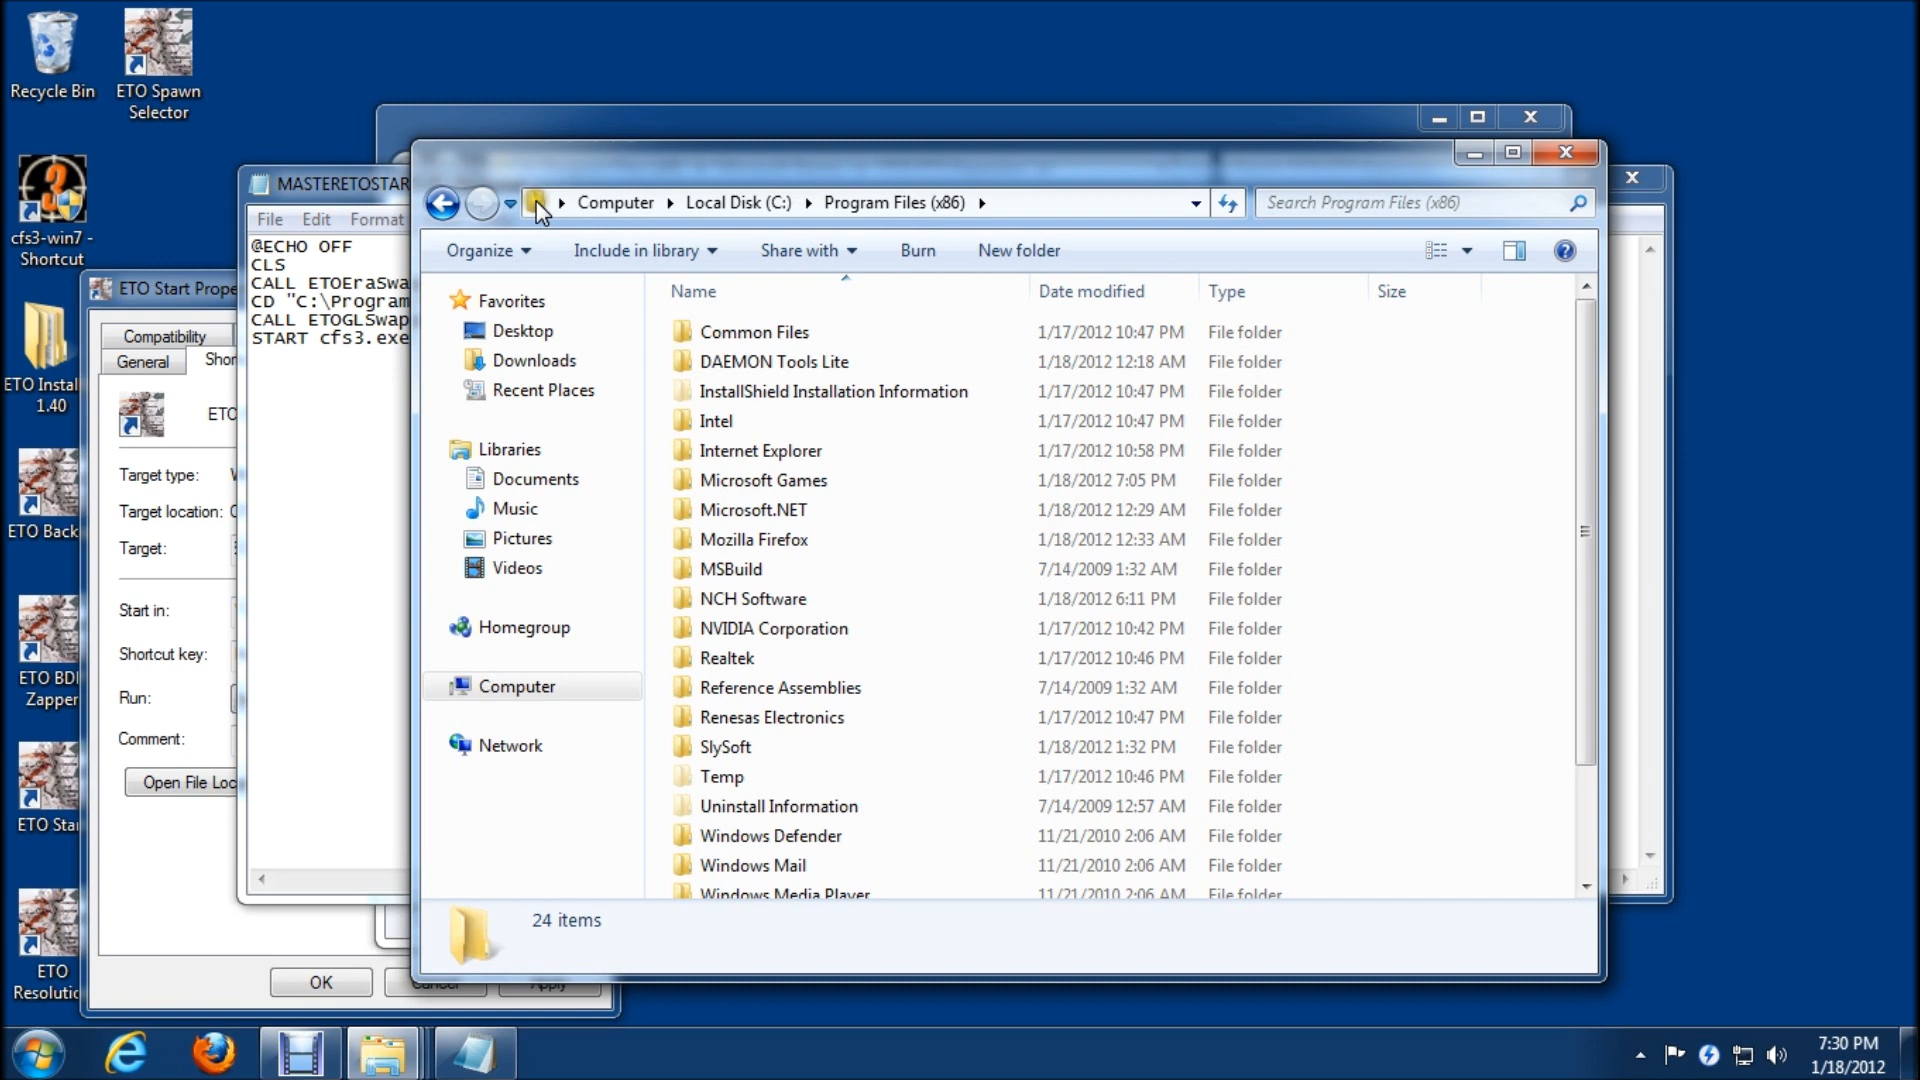 Recycle Bin
ETO Spawn
Selector
cfs3-win7 -
Shortcut
ETO Instal
1.40
ETO Back
ETO BDI
Zapper
ETO Star
ETO
Resolutio
ETO Start Prope
Compatibility
General
Shor
ETO
Target type:
Target location:
Target:
Start in:
Shortcut key:
Run:
Comment:
Open File Loc
OK
Cancel
Apply
MASTERETOSTAR
File Edit Format
@ECHO OFF
CLS
CALL ETOEraSwa
CD "C:\Program
CALL ETOGLSwap
START cfs3.exe
Computer Local Disk (C:) Program Files (x86)
Search Program Files (x86)
Organize Include in library Share with Burn New folder
Favorites
Desktop
Downloads
Recent Places
Libraries
Documents
Music
Pictures
Videos
Homegroup
Computer
Network
Name Date modified Type Size
Common Files 1/17/2012 10:47 PM File folder
DAEMON Tools Lite 1/18/2012 12:18 AM File folder
InstallShield Installation Information 1/17/2012 10:47 PM File folder
Intel 1/17/2012 10:47 PM File folder
Internet Explorer 1/17/2012 10:58 PM File folder
Microsoft Games 1/18/2012 7:05 PM File folder
Microsoft.NET 1/18/2012 12:29 AM File folder
Mozilla Firefox 1/18/2012 12:33 AM File folder
MSBuild 7/14/2009 1:32 AM File folder
NCH Software 1/18/2012 6:11 PM File folder
NVIDIA Corporation 1/17/2012 10:42 PM File folder
Realtek 1/17/2012 10:46 PM File folder
Reference Assemblies 7/14/2009 1:32 AM File folder
Renesas Electronics 1/17/2012 10:47 PM File folder
SlySoft 1/18/2012 1:32 PM File folder
Temp 1/17/2012 10:46 PM File folder
Uninstall Information 7/14/2009 12:57 AM File folder
Windows Defender 11/21/2010 2:06 AM File folder
Windows Mail 11/21/2010 2:06 AM File folder
Windows Media Player 11/21/2010 2:06 AM File folder
24 items
7:30 PM
1/18/2012